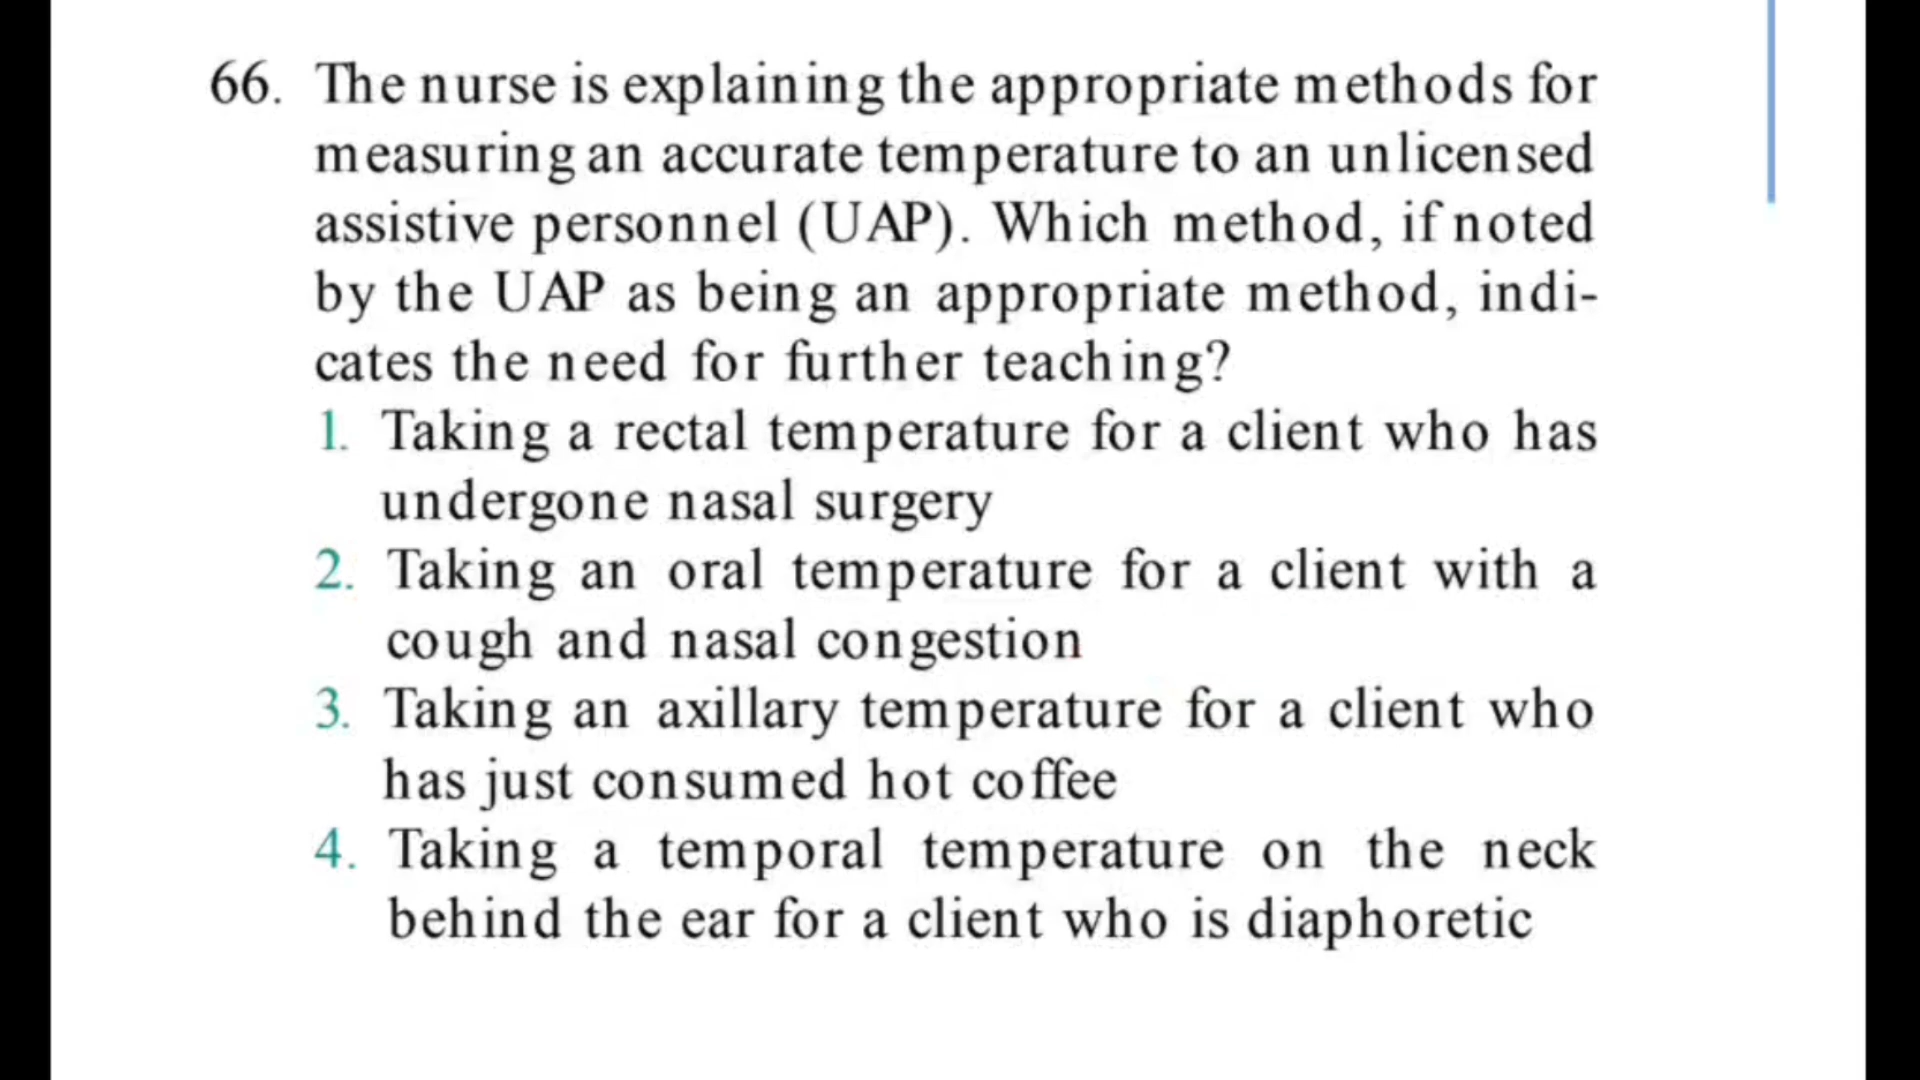 66. The nurse is explaining the appropriate methods for
measuring an accurate temperature to an unlicensed
assistive personnel (UAP). Which method, if noted
by the UAP as being an appropriate method, indi-
cates the need for further teaching?
1. Taking a rectal temperature for a client who has
undergone nasal surgery
2. Taking an oral temperature for a client with a
cough and nasal congestion
3. Taking an axillary temperature for a client who
has just consumed hot coffee
4. Taking a temporal temperature on the neck
behind the ear for a client who is diaphoretic